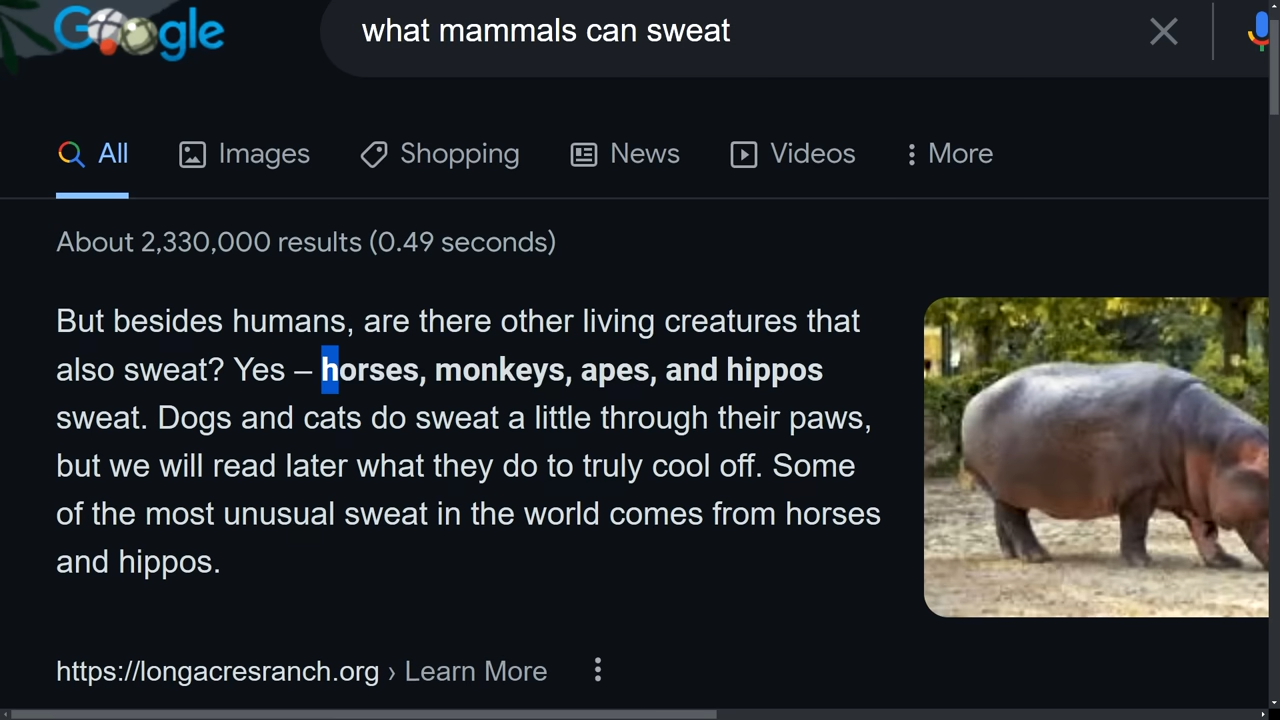 Google
what mammals can sweat
All Images Shopping News Videos More
About 2,330,000 results (0.49 seconds)
But besides humans, are there other living creatures that
also sweat? Yes – horses, monkeys, apes, and hippos
sweat. Dogs and cats do sweat a little through their paws,
but we will read later what they do to truly cool off. Some
of the most unusual sweat in the world comes from horses
and hippos.
https://longacresranch.org › Learn More